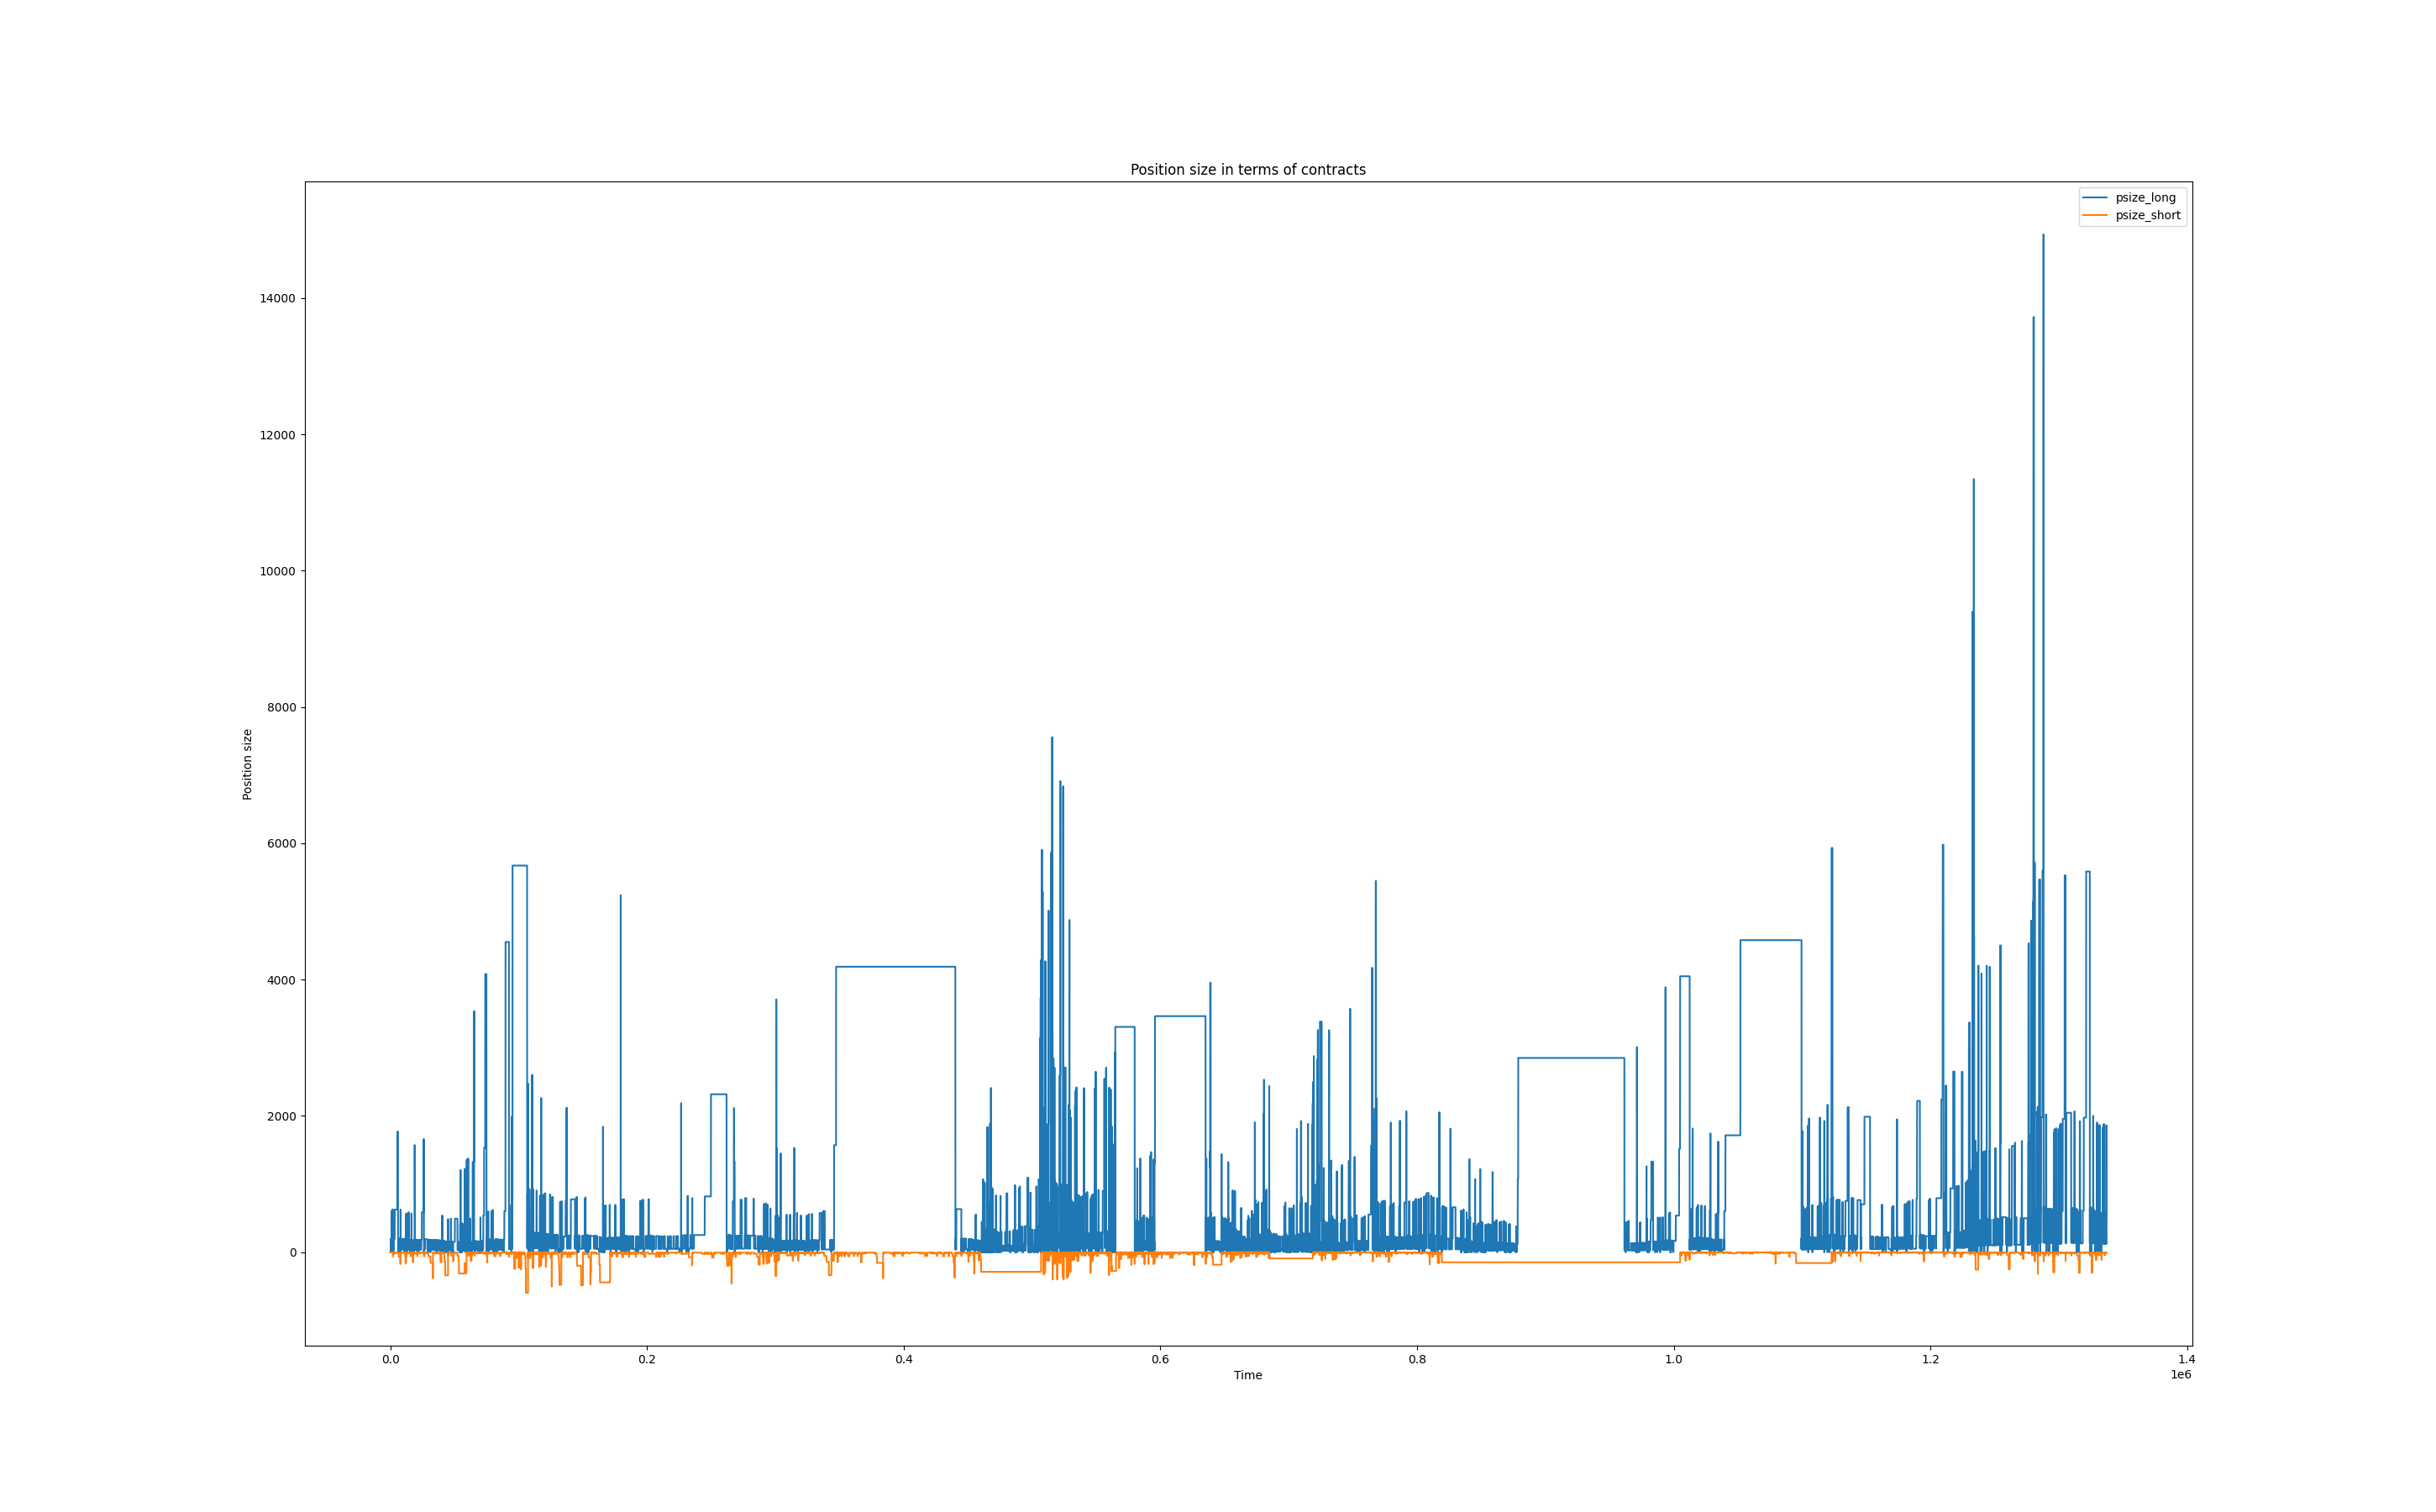 Position size in terms of contracts
psize_long
psize_short
14000
12000
10000
8000
6000
4000
2000
0
Position size
0.0 0.2 0.4 0.6 0.8 1.0 1.2 1.4
Time
1e6